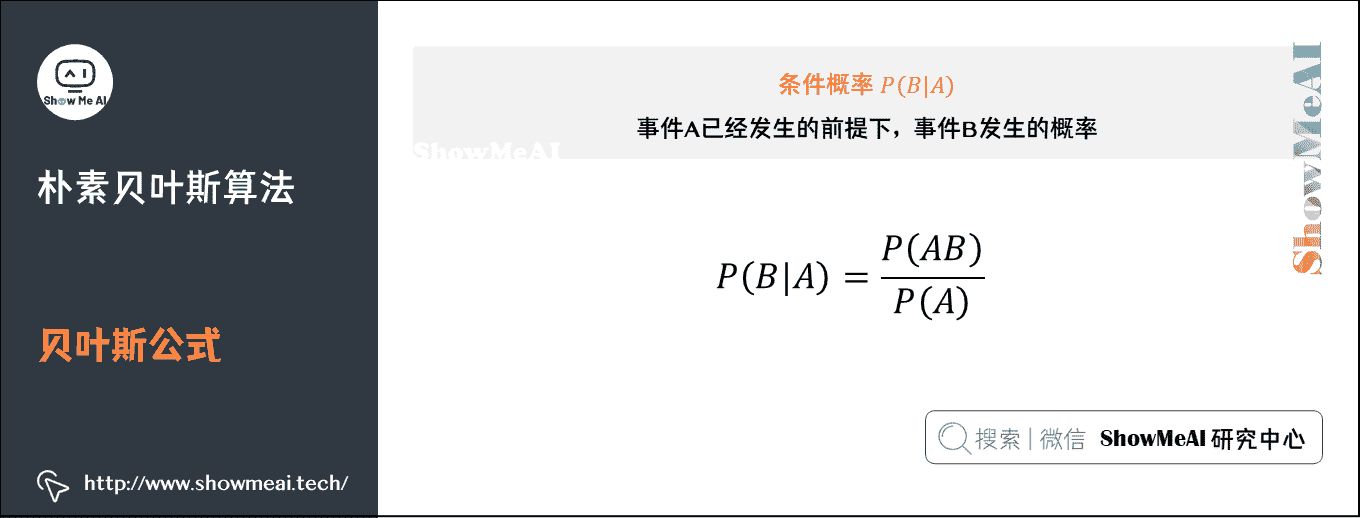 Show Me AI
朴素贝叶斯算法
贝叶斯公式
http://www.showmeai.tech/
条件概率 P(B|A)
事件A已经发生的前提下，事件B发生的概率
ShowMeAI
P(B|A) = P(AB) / P(A)
ShowMeAI
搜索 | 微信 ShowMeAI 研究中心